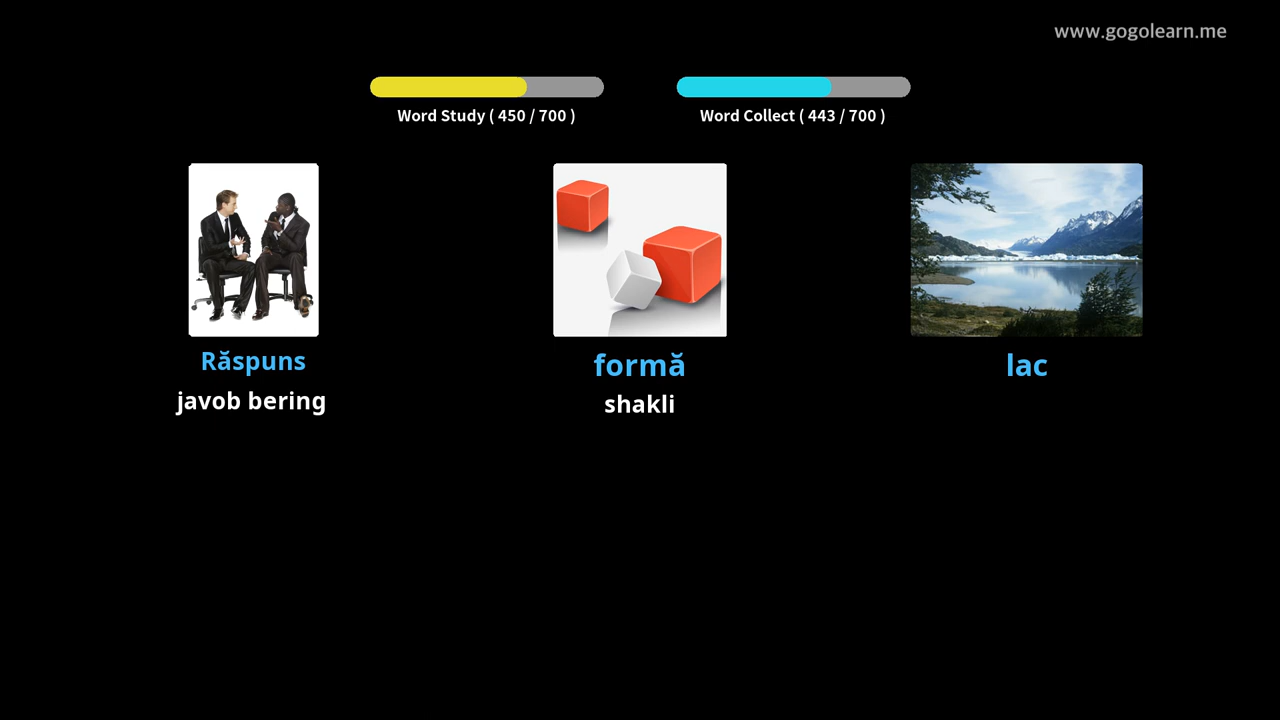 www.gogolearn.me
Word Study ( 450 / 700 )
Word Collect ( 443 / 700 )
Răspuns
javob bering
formă
shakli
lac